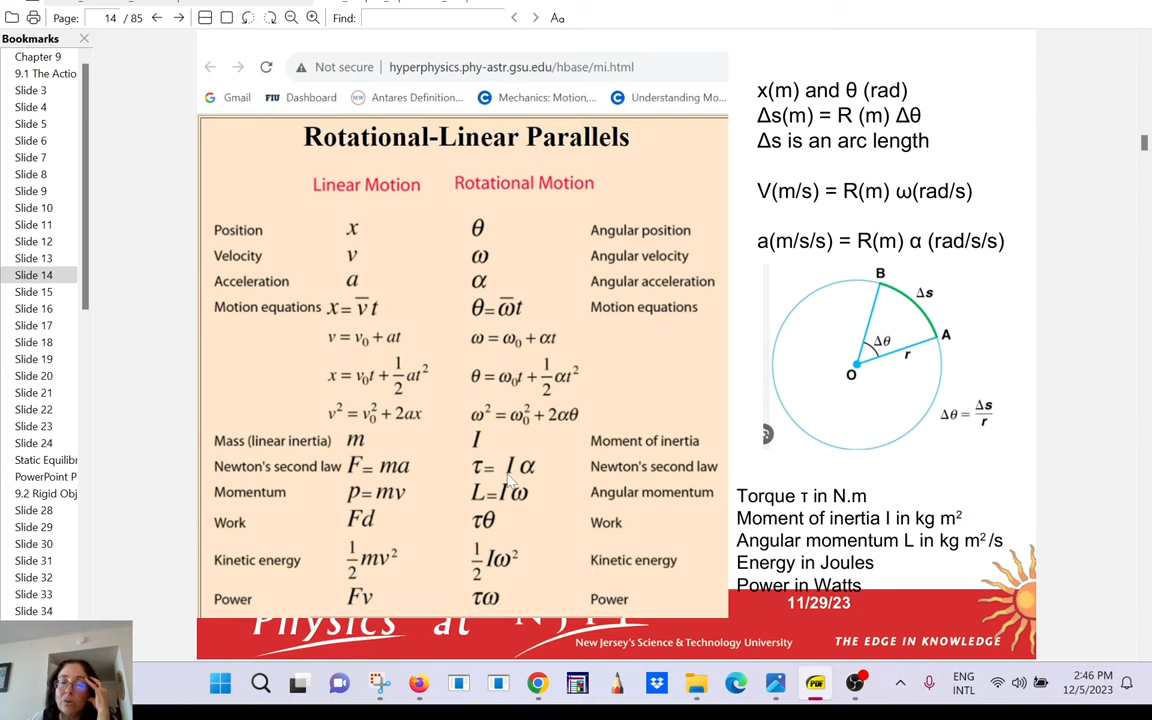 Page: 14 / 85 Find: Aa
Bookmarks
Chapter 9
9.1 The Actio
Slide 3
Slide 4
Slide 5
Slide 6
Slide 7
Slide 8
Slide 9
Slide 10
Slide 11
Slide 12
Slide 13
Slide 14
Slide 15
Slide 16
Slide 17
Slide 18
Slide 19
Slide 20
Slide 21
Slide 22
Slide 23
Slide 24
Static Equilibr
PowerPoint P
9.2 Rigid Obj
Slide 28
Slide 29
Slide 30
Slide 31
Slide 32
Slide 33
Slide 34
Not secure | hyperphysics.phy-astr.gsu.edu/hbase/mi.html
G Gmail FIU Dashboard MW Antares Definition... C Mechanics: Motion,... C Understanding Mo...
Rotational-Linear Parallels
Linear Motion Rotational Motion
Position x θ Angular position
Velocity v ω Angular velocity
Acceleration a α Angular acceleration
Motion equations x = v̅ t θ = ω̅t Motion equations
v = v₀ + at ω = ω₀ + αt
x = v₀t + 1/2 at² θ = ω₀t + 1/2 αt²
v² = v₀² + 2ax ω² = ω₀² + 2αθ
Mass (linear inertia) m I Moment of inertia
Newton's second law F = ma τ = I α Newton's second law
Momentum p = mv L = Iω Angular momentum
Work Fd τθ Work
Kinetic energy 1/2 mv² 1/2 Iω² Kinetic energy
Power Fv τω Power
x(m) and θ (rad)
Δs(m) = R (m) Δθ
Δs is an arc length
V(m/s) = R(m) ω(rad/s)
a(m/s/s) = R(m) α (rad/s/s)
B
Δs
A
Δθ
r
O
Δθ = Δs/r
Torque τ in N.m
Moment of inertia I in kg m²
Angular momentum L in kg m²/s
Energy in Joules
Power in Watts
11/29/23
Physics at NJIT
New Jersey's Science & Technology University THE EDGE IN KNOWLEDGE
ENG
INTL
2:46 PM
12/5/2023